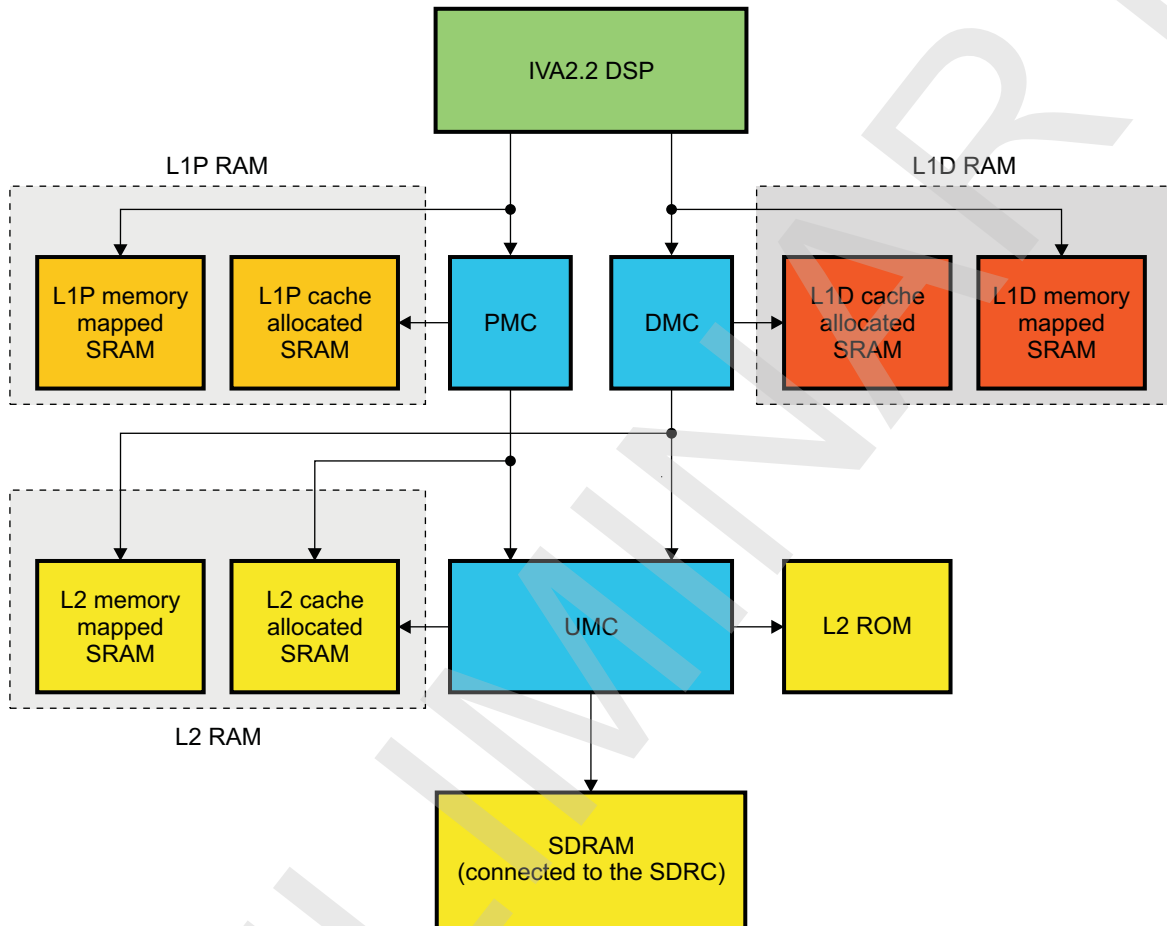 IVA2.2 DSP
L1P RAM
L1D RAM
L1P memory
mapped
SRAM
L1P cache
allocated
SRAM
PMC
DMC
L1D cache
allocated
SRAM
L1D memory
mapped
SRAM
L2 memory
mapped
SRAM
L2 cache
allocated
SRAM
UMC
L2 ROM
L2 RAM
SDRAM
(connected to the SDRC)